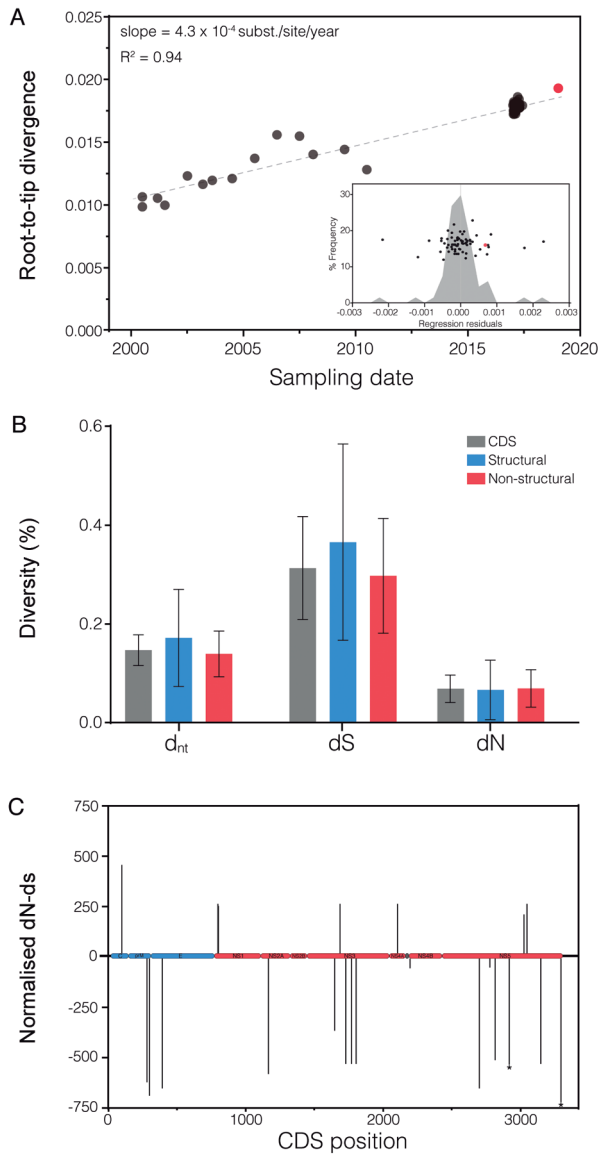 A
slope = 4.3 x 10⁻⁴ subst./site/year
R² = 0.94
Root-to-tip divergence
0.025
0.020
0.015
0.010
0.005
0.000
2000
2005
2010
2015
2020
Sampling date
% Frequency
30
20
10
0
-0.003
-0.002
-0.001
0.000
0.001
0.002
0.003
Regression residuals
B
Diversity (%)
0.6
0.4
0.2
0.0
CDS
Structural
Non-structural
dnt
dS
dN
C
Normalised dN-ds
750
500
250
0
-250
-500
-750
C
prM
E
NS1
NS2A
NS2B
NS3
NS4A
NS4B
NS5
*
*
0
1000
2000
3000
CDS position